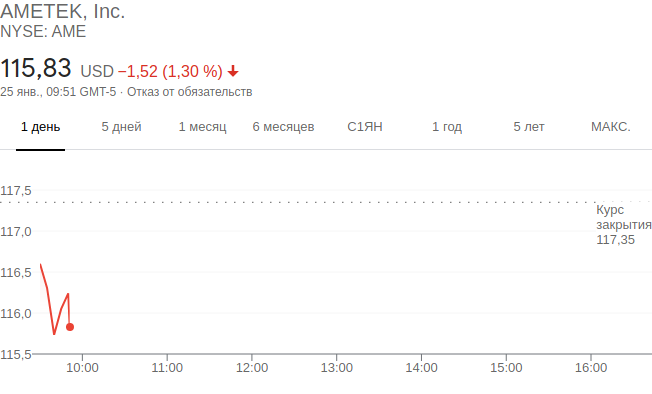 AMETEK, Inc.
NYSE: AME
115,83 USD −1,52 (1,30 %)
25 янв., 09:51 GMT-5 · Отказ от обязательств
1 день 5 дней 1 месяц 6 месяцев С1ЯН 1 год 5 лет МАКС.
117,5
Курс
закрытия
117,0
117,35
116,5
116,0
115,5
10:00 11:00 12:00 13:00 14:00 15:00 16:00